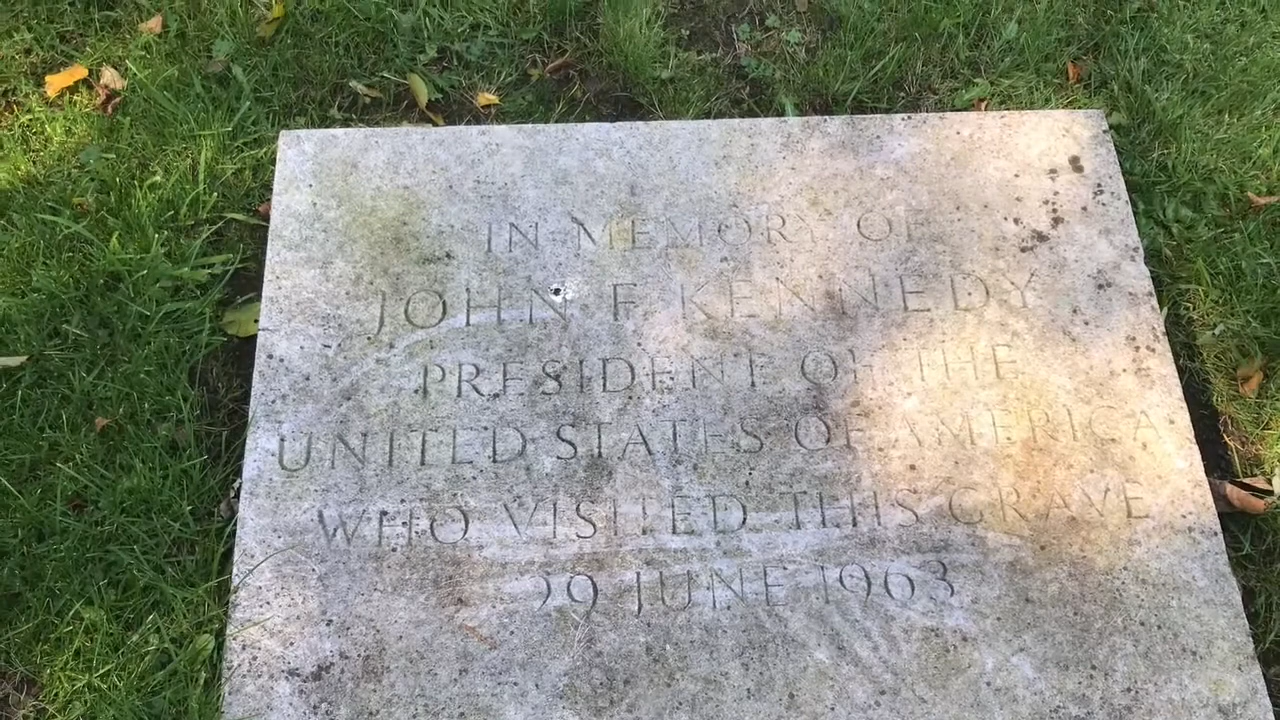 IN MEMORY OF
JOHN F KENNEDY
PRESIDENT OF THE
UNITED STATES OF AMERICA
WHO VISITED THIS GRAVE
29 JUNE 1963